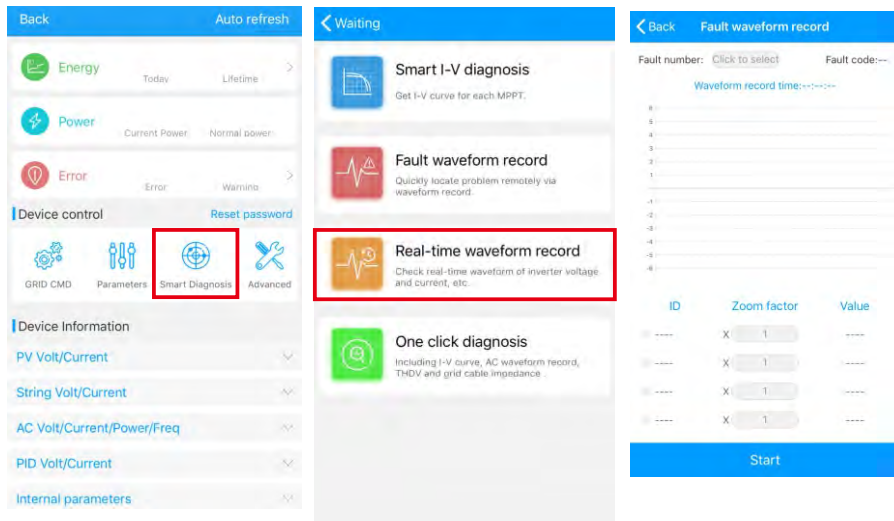 Back Auto refresh
Energy
Today Lifetime
Power
Current Power Normal power
Error
Error Warning
Device control Reset password
GRID CMD Parameters Smart Diagnosis Advanced
Device Information
PV Volt/Current
String Volt/Current
AC Volt/Current/Power/Freq
PID Volt/Current
Internal parameters
Waiting
Smart I-V diagnosis
Get I-V curve for each MPPT.
Fault waveform record
Quickly locate problem remotely via
waveform record.
Real-time waveform record
Check real-time waveform of inverter voltage
and current, etc.
One click diagnosis
Including I-V curve, AC waveform record,
THDV and grid cable impedance .
Back Fault waveform record
Fault number: Click to select Fault code:--
Waveform record time:--:--:--
6
5
4
3
2
1
-1
-2
-3
-4
-5
-6
ID Zoom factor Value
---- X 1 ----
---- X 1 ----
---- X 1 ----
---- X 1 ----
Start